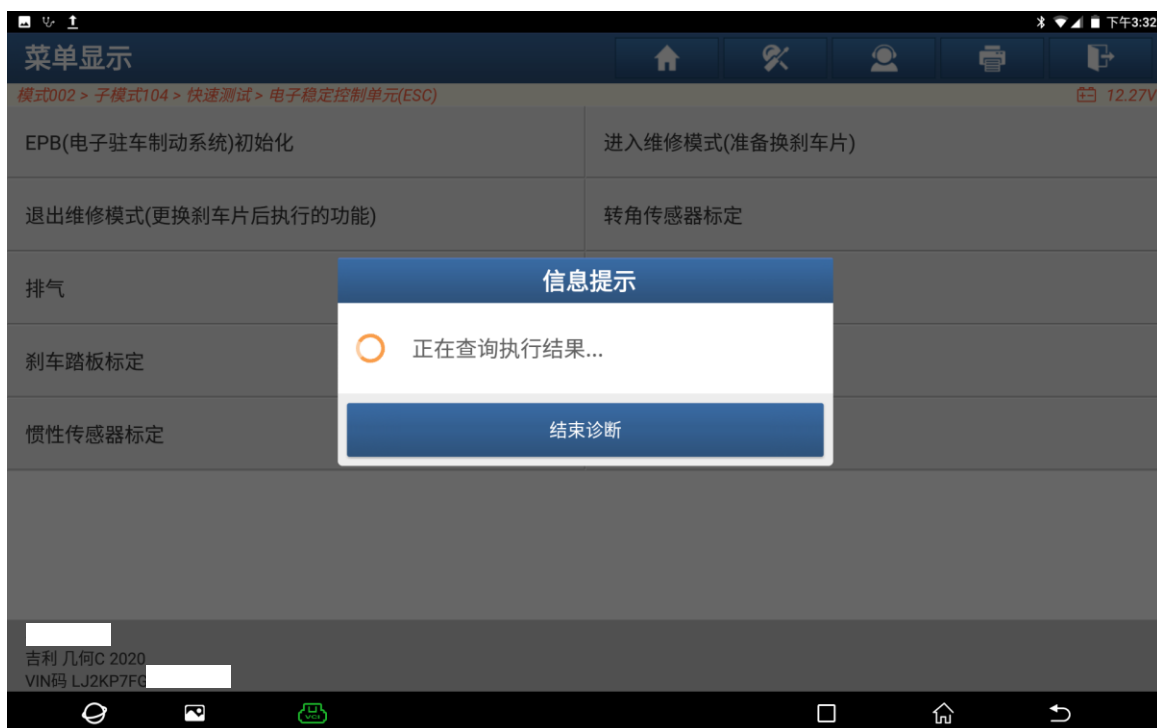 下午3:32
菜单显示
模式002 > 子模式104 > 快速测试 > 电子稳定控制单元(ESC)
12.27V
EPB(电子驻车制动系统)初始化
进入维修模式(准备换刹车片)
退出维修模式(更换刹车片后执行的功能)
转角传感器标定
排气
信息提示
正在查询执行结果...
刹车踏板标定
结束诊断
惯性传感器标定
吉利 几何C 2020
VIN码 LJ2KP7FG
VCI